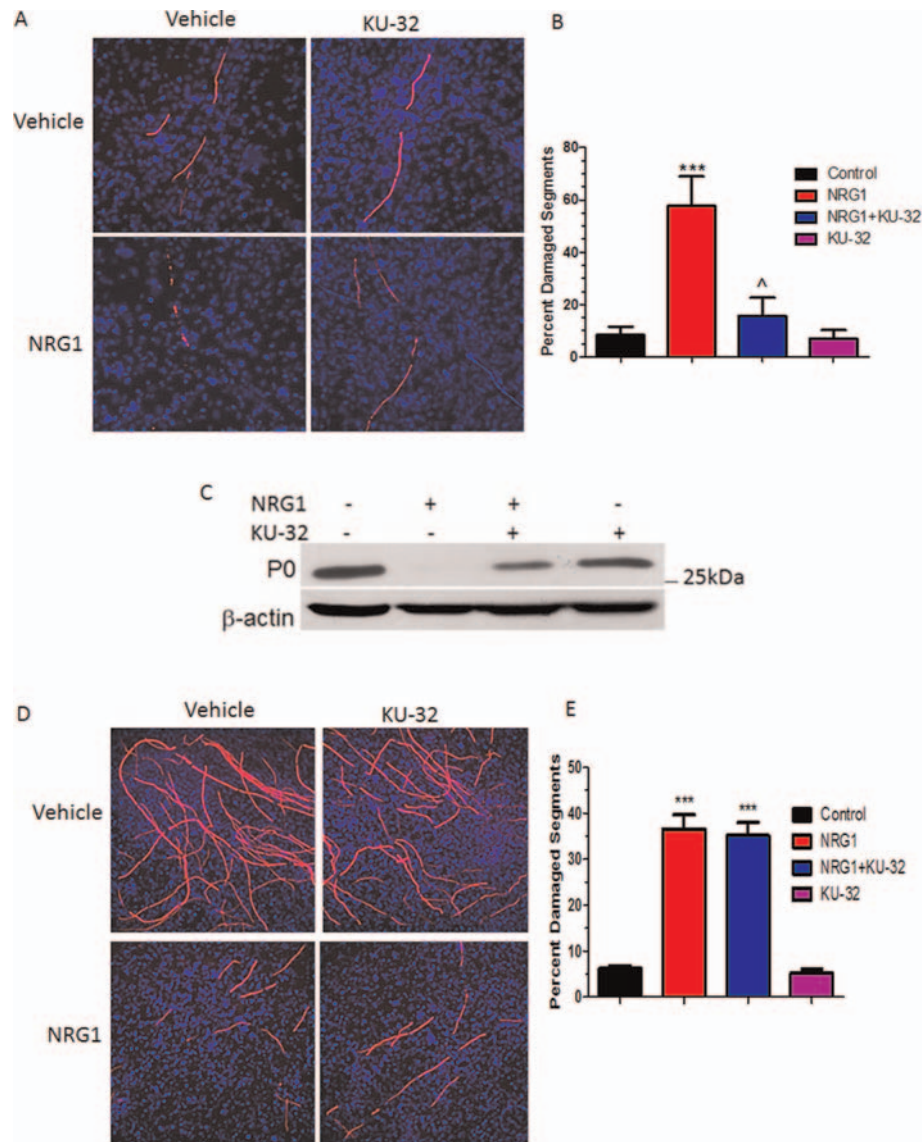 A
Vehicle
KU-32
Vehicle
NRG1
B
Percent Damaged Segments
80
60
40
20
0
***
^
Control
NRG1
NRG1+KU-32
KU-32
C
NRG1 - + + -
KU-32 - - + +
P0
25kDa
β-actin
D
Vehicle
KU-32
Vehicle
NRG1
E
Percent Damaged Segments
50
40
30
20
10
0
***
***
Control
NRG1
NRG1+KU-32
KU-32